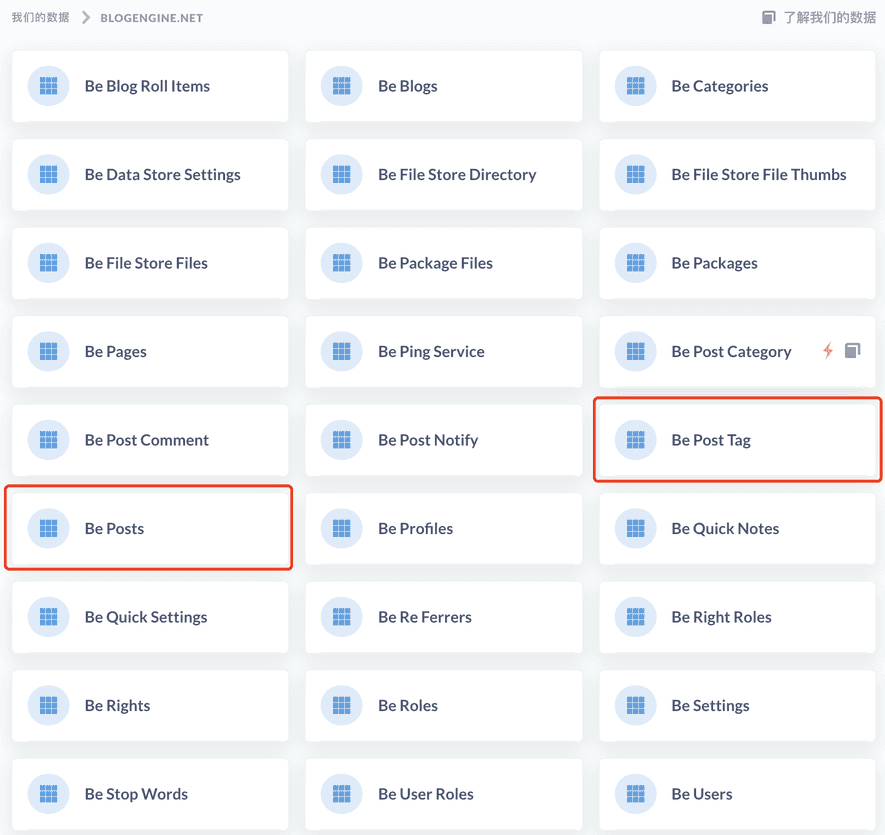 我们的数据 BLOGENGINE.NET
了解我们的数据
Be Blog Roll Items
Be Blogs
Be Categories
Be Data Store Settings
Be File Store Directory
Be File Store File Thumbs
Be File Store Files
Be Package Files
Be Packages
Be Pages
Be Ping Service
Be Post Category
Be Post Comment
Be Post Notify
Be Post Tag
Be Posts
Be Profiles
Be Quick Notes
Be Quick Settings
Be Re Ferrers
Be Right Roles
Be Rights
Be Roles
Be Settings
Be Stop Words
Be User Roles
Be Users